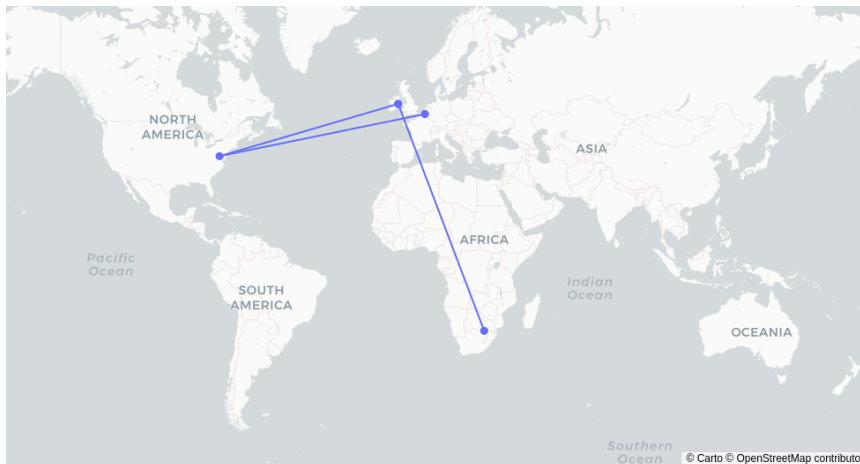 NORTH
AMERICA
ASIA
AFRICA
Pacific
Ocean
Indian
Ocean
SOUTH
AMERICA
OCEANIA
Southern
Ocean
© Carto © OpenStreetMap contributo